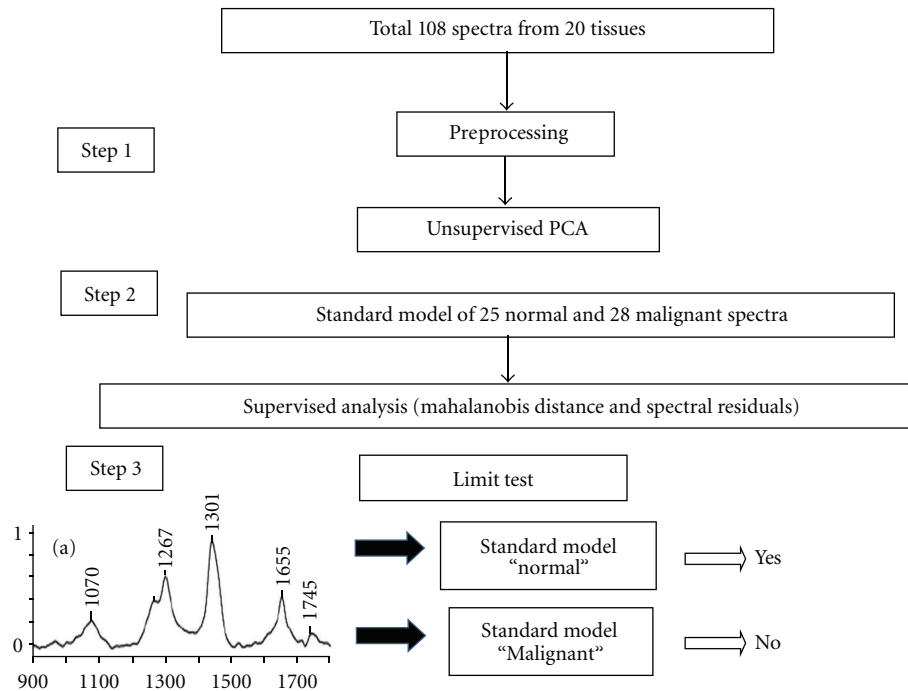 Total 108 spectra from 20 tissues
Step 1
Preprocessing
Unsupervised PCA
Step 2
Standard model of 25 normal and 28 malignant spectra
Supervised analysis (mahalanobis distance and spectral residuals)
Step 3
Limit test
1
(a)
1070
1267
1301
1655
1745
0
900
1100
1300
1500
1700
Standard model
“normal”
Yes
Standard model
“Malignant”
No